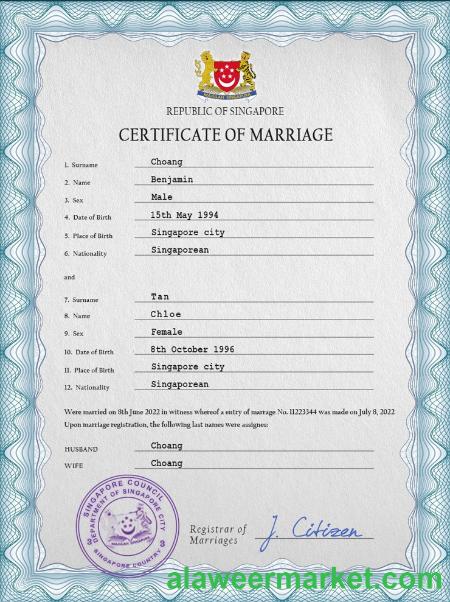 MAJULAH SINGAPURA
REPUBLIC OF SINGAPORE
CERTIFICATE OF MARRIAGE
1. Surname Choang
2. Name Benjamin
3. Sex Male
4. Date of Birth 15th May 1994
5. Place of Birth Singapore city
6. Nationality Singaporean
and
7. Surname Tan
8. Name Chloe
9. Sex Female
10. Date of Birth 8th October 1996
11. Place of Birth Singapore city
12. Nationality Singaporean
Were married on 8th June 2022 in witness whereof a entry of marrage No. 11223344 was made on July 8, 2022
Upon marriage registration, the following last names were assignee:
HUSBAND Choang
WIFE Choang
SINGAPORE COUNCIL
DEPARTMENT OF SINGAPORE CITY
3 3
SINGAPORE COUNTRY
Registrar of
Marriages
J. Citizen
alaweermarket.com